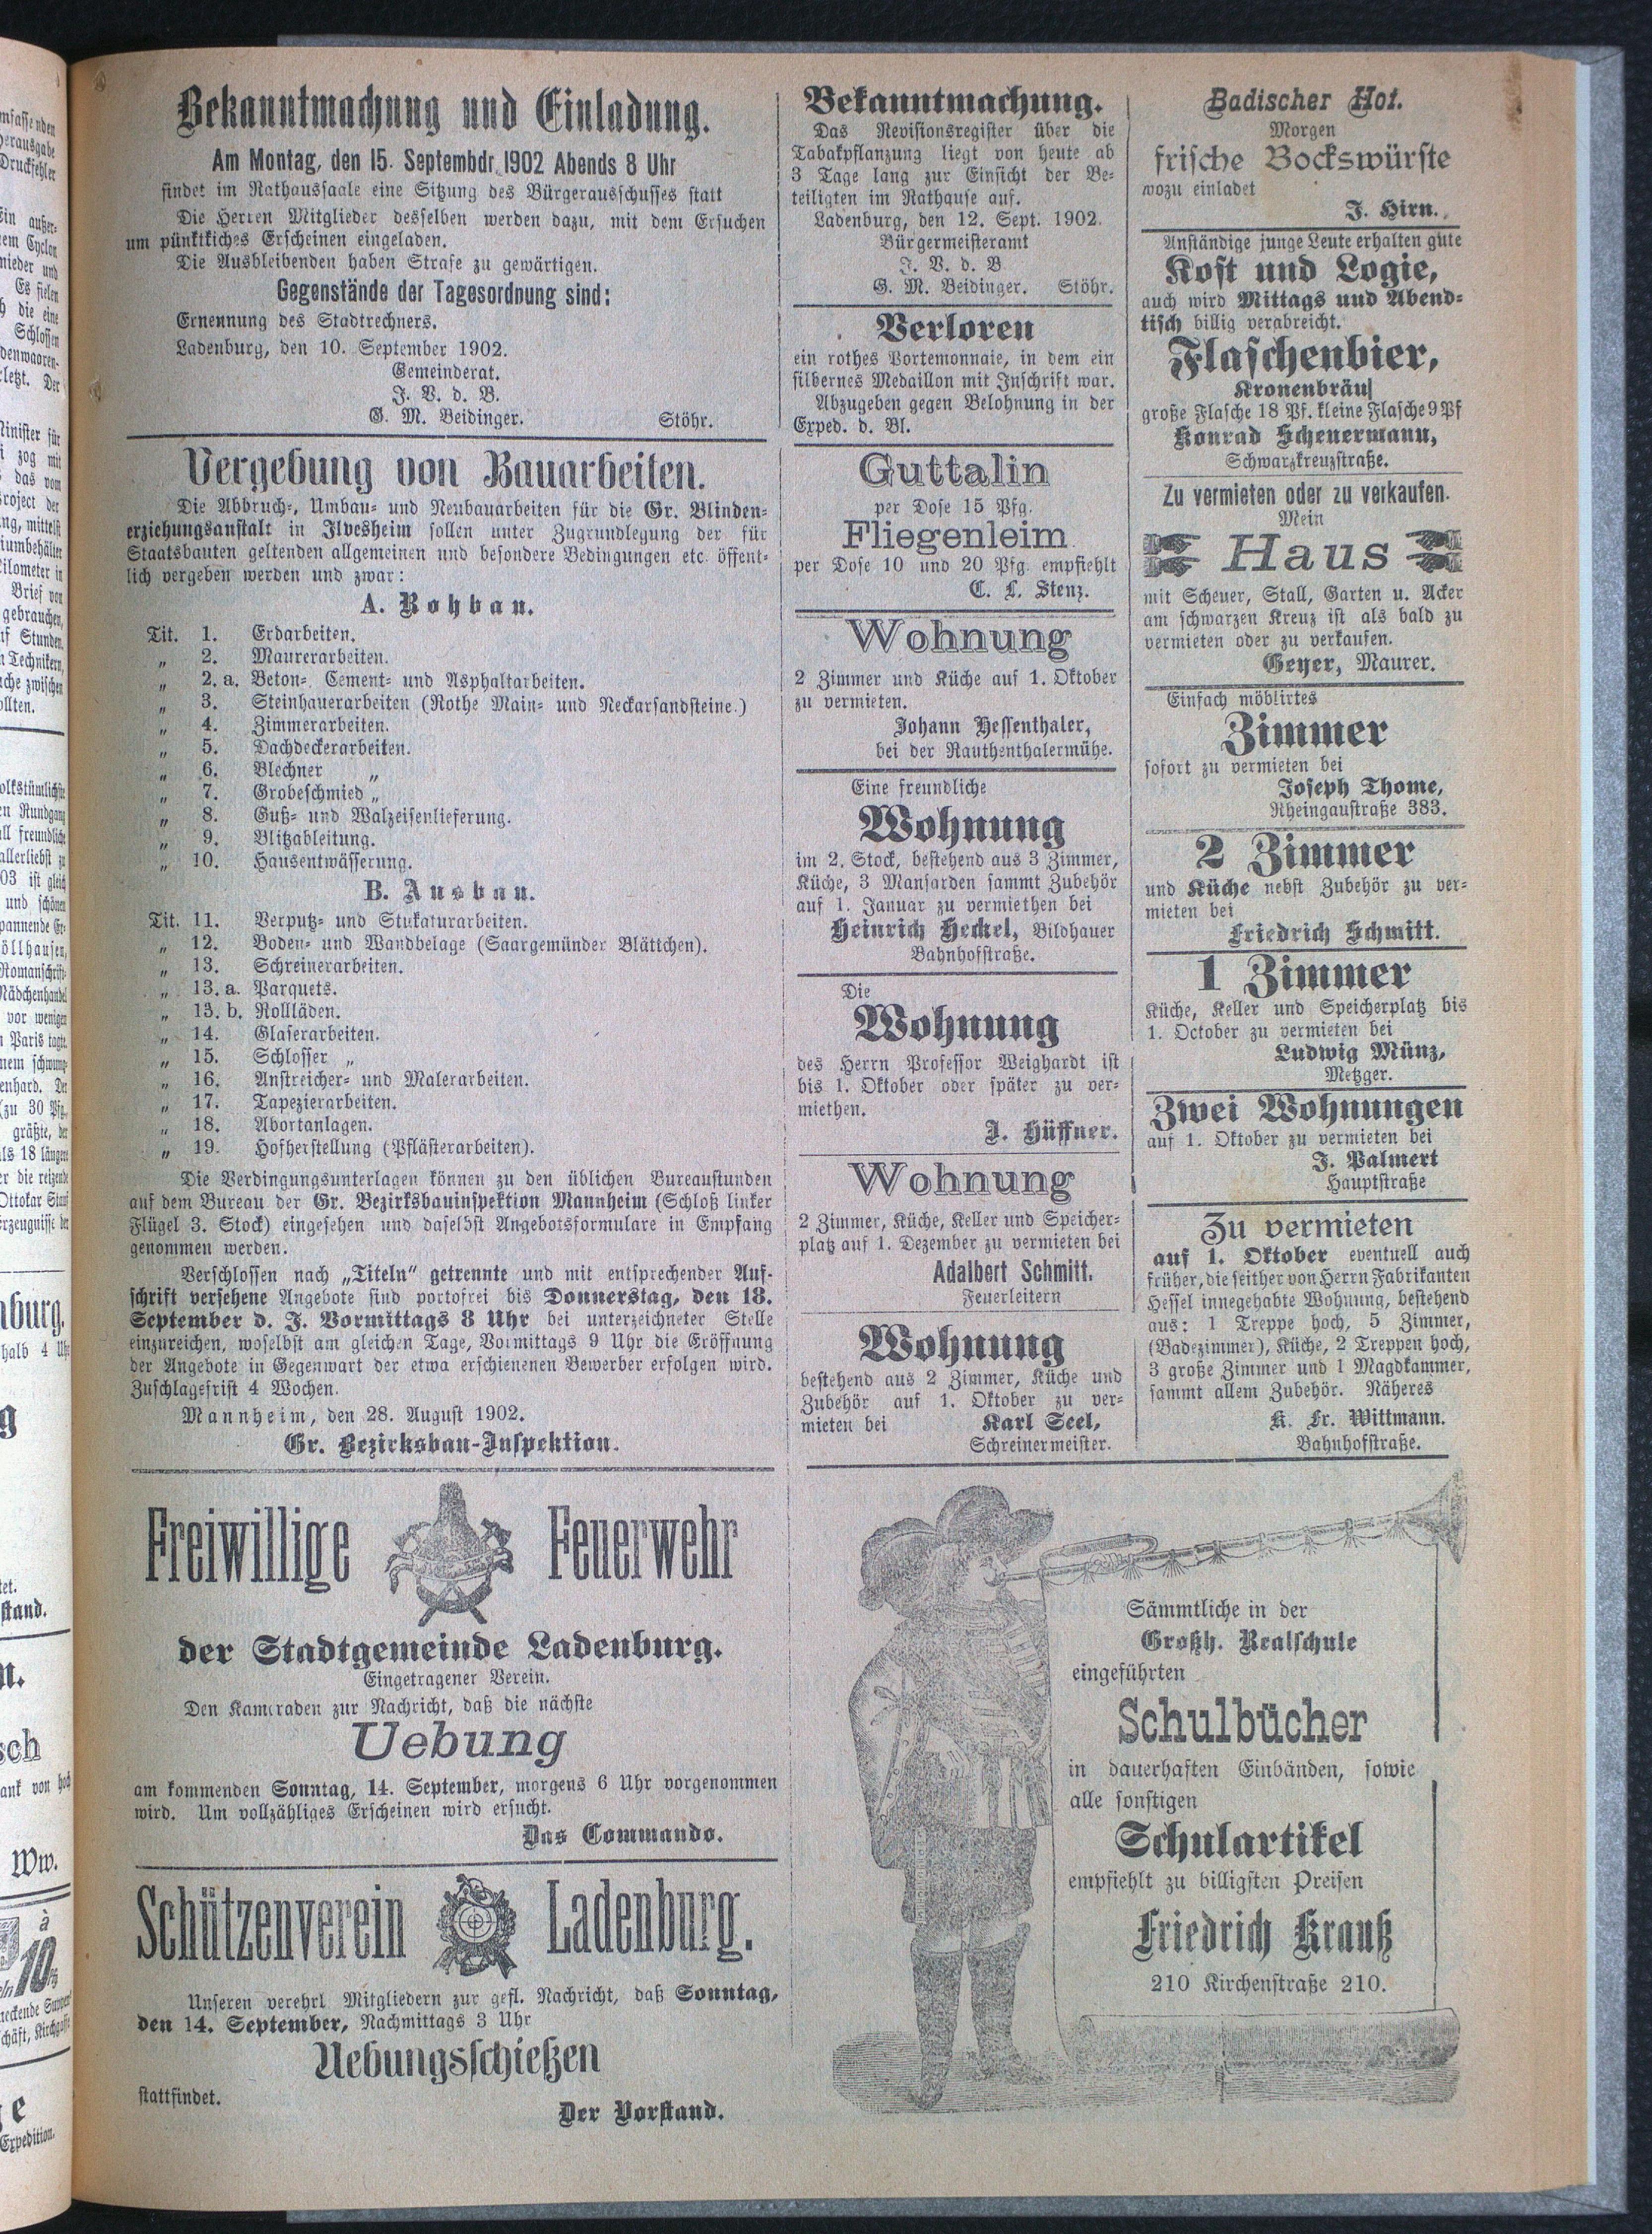 Bekanntmachung und Einladung.
Am Montag, den 15. Septembdr 1902 Abends 8 Uhr
findet im Rathaussaale eine Sitzung des Bürgerausschusses statt
Die Herren Mitglieder desselben werden dazu, mit dem Ersuchen
um pünktkiches Erscheinen eingeladen.
Die Ausbleibenden haben Strafe zu gewärtigen.
Gegenstände der Tagesordnung sind:
Ernennung des Stadtrechners.
Ladenburg, den 10. September 1902.
Gemeinderat.
J. V. d. B.
G. M. Beidinger. Stöhr.
Vergebung von Bauarbeiten.
Die Abbruch-, Umbau- und Neubauarbeiten für die Gr. Blinden-
erziehungsanstalt in Ilvesheim sollen unter Zugrundlegung der für
Staatsbauten geltenden allgemeinen und besondere Bedingungen etc. öffent-
lich vergeben werden und zwar:
A. Rohbau.
Tit. 1. Erdarbeiten.
„ 2. Maurerarbeiten.
„ 2. a. Beton-, Cement- und Asphaltarbeiten.
„ 3. Steinhauerarbeiten (Rothe Main- und Neckarsandsteine.)
„ 4. Zimmerarbeiten.
„ 5. Dachdeckerarbeiten.
„ 6. Blechner „
„ 7. Grobeschmied „
„ 8. Guß- und Walzeisenlieferung.
„ 9. Blitzableitung.
„ 10. Hausentwässerung.
B. Ausbau.
Tit. 11. Verputz- und Stukaturarbeiten.
„ 12. Boden- und Wandbelage (Saargemünder Blättchen).
„ 13. Schreinerarbeiten.
„ 13. a. Parquets.
„ 13. b. Rollläden.
„ 14. Glaserarbeiten.
„ 15. Schlosser „
„ 16. Anstreicher- und Malerarbeiten.
„ 17. Tapezierarbeiten.
„ 18. Abortanlagen.
„ 19. Hofherstellung (Pflästerarbeiten).
Die Verdingungsunterlagen können zu den üblichen Bureaustunden
auf dem Bureau der Gr. Bezirksbauinspektion Mannheim (Schloß linker
Flügel 3. Stock) eingesehen und daselbst Angebotsformulare in Empfang
genommen werden.
Verschlossen nach „Titeln“ getrennte und mit entsprechender Auf-
schrift versehene Angebote sind portofrei bis Donnerstag, den 18.
September d. J. Vormittags 8 Uhr bei unterzeichneter Stelle
einzureichen, woselbst am gleichen Tage, Vormittags 9 Uhr die Eröffnung
der Angebote in Gegenwart der etwa erschienenen Bewerber erfolgen wird.
Zuschlagsfrist 4 Wochen.
Mannheim, den 28. August 1902.
Gr. Bezirksbau-Inspektion.
Freiwillige Feuerwehr
der Stadtgemeinde Ladenburg.
Eingetragener Verein.
Den Kameraden zur Nachricht, daß die nächste
Uebung
am kommenden Sonntag, 14. September, morgens 6 Uhr vorgenommen
wird. Um vollzähliges Erscheinen wird ersucht.
Das Commando.
Schützenverein Ladenburg.
Unseren verehrl Mitgliedern zur gefl. Nachricht, daß Sonntag,
den 14. September, Nachmittags 3 Uhr
Uebungsschießen
stattfindet.
Der Vorstand.
Bekanntmachung.
Das Revisionsregister über die
Tabakpflanzung liegt von heute ab
3 Tage lang zur Einsicht der Be-
teiligten im Rathause auf.
Ladenburg, den 12. Sept. 1902.
Bürgermeisteramt
J. V. d. B
G. M. Beidinger. Stöhr.
Verloren
ein rothes Portemonnaie, in dem ein
silbernes Medaillon mit Inschrift war.
Abzugeben gegen Belohnung in der
Exped. d. Bl.
Guttalin
per Dose 15 Pfg.
Fliegenleim
per Dose 10 und 20 Pfg. empfiehlt
C. L. Stenz.
Wohnung
2 Zimmer und Küche auf 1. Oktober
zu vermieten.
Johann Hessenthaler,
bei der Rauthenthalermühe.
Eine freundliche
Wohnung
im 2. Stock, bestehend aus 3 Zimmer,
Küche, 3 Mansarden sammt Zubehör
auf 1. Januar zu vermiethen bei
Heinrich Heckel, Bildhauer
Bahnhofstraße.
Die
Wohnung
des Herrn Professor Weighardt ist
bis 1. Oktober oder später zu ver-
miethen.
J. Hüffner.
Wohnung
2 Zimmer, Küche, Keller und Speicher-
platz auf 1. Dezember zu vermieten bei
Adalbert Schmitt.
Feuerleitern
Wohnung
bestehend aus 2 Zimmer, Küche und
Zubehör auf 1. Oktober zu ver-
mieten bei Karl Seel,
Schreinermeister.
Badischer Hof.
Morgen
frische Bockswürste
wozu einladet
J. Hirn.
Anständige junge Leute erhalten gute
Kost und Logie,
auch wird Mittags und Abend-
tisch billig verabreicht.
Flaschenbier,
Kronenbräu
große Flasche 18 Pf. kleine Flasche 9 Pf
Konrad Scheuermann,
Schwarzkreuzstraße.
Zu vermieten oder zu verkaufen.
Mein
Haus
mit Scheuer, Stall, Garten u. Acker
am schwarzen Kreuz ist als bald zu
vermieten oder zu verkaufen.
Geyer, Maurer.
Einfach möblirtes
Zimmer
sofort zu vermieten bei
Joseph Thome,
Rheingaustraße 383.
2 Zimmer
und Küche nebst Zubehör zu ver-
mieten bei
Friedrich Schmitt.
1 Zimmer
Küche, Keller und Speicherplatz bis
1. October zu vermieten bei
Ludwig Münz,
Metzger.
Zwei Wohnungen
auf 1. Oktober zu vermieten bei
J. Palmert
Hauptstraße
Zu vermieten
auf 1. Oktober eventuell auch
früher, die seither von Herrn Fabrikanten
Hessel innegehabte Wohnung, bestehend
aus: 1 Treppe hoch, 5 Zimmer,
(Badezimmer), Küche, 2 Treppen hoch,
3 große Zimmer und 1 Magdkammer,
sammt allem Zubehör. Näheres
K. Fr. Wittmann.
Bahnhofstraße.
Sämmtliche in der
Großh. Realschule
eingeführten
Schulbücher
in dauerhaften Einbänden, sowie
alle sonstigen
Schulartikel
empfiehlt zu billigsten Preisen
Friedrich Krauß
210 Kirchenstraße 210.